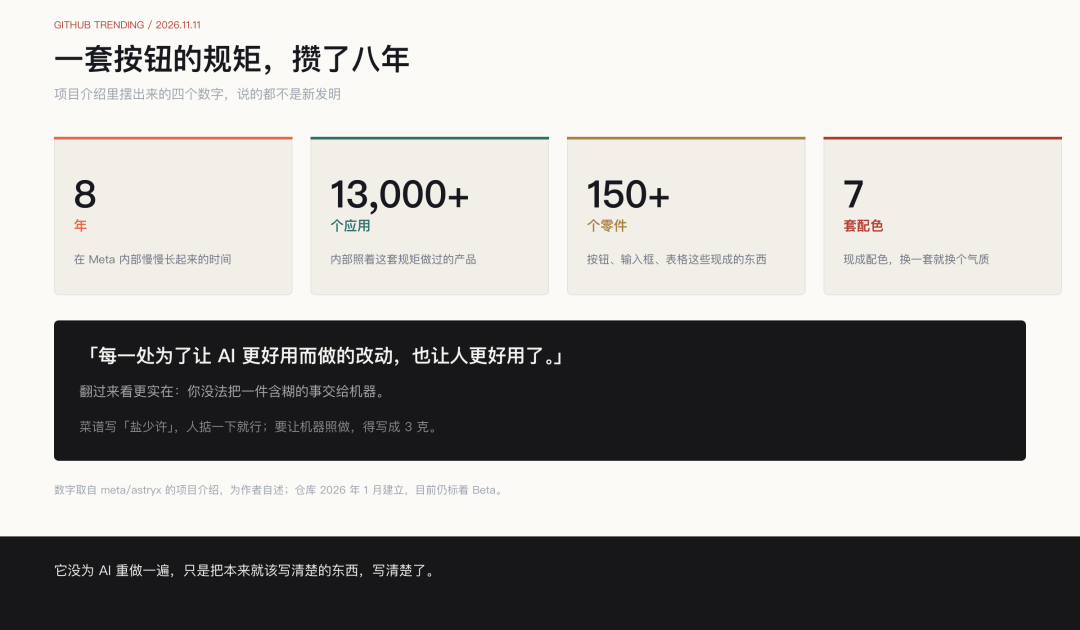 GITHUB TRENDING / 2026.11.11
一套按钮的规矩，攒了八年
项目介绍里摆出来的四个数字，说的都不是新发明
8
年
在 Meta 内部慢慢长起来的时间
13,000+
个应用
内部照着这套规矩做过的产品
150+
个零件
按钮、输入框、表格这些现成的东西
7
套配色
现成配色，换一套就换个气质
「每一处为了让 AI 更好用而做的改动，也让人更好用了。」
翻过来看更实在：你没法把一件含糊的事交给机器。
菜谱写「盐少许」，人掂一下就行；要让机器照做，得写成 3 克。
数字取自 meta/astryx 的项目介绍，为作者自述；仓库 2026 年 1 月建立，目前仍标着 Beta。
它没为 AI 重做一遍，只是把本来就该写清楚的东西，写清楚了。